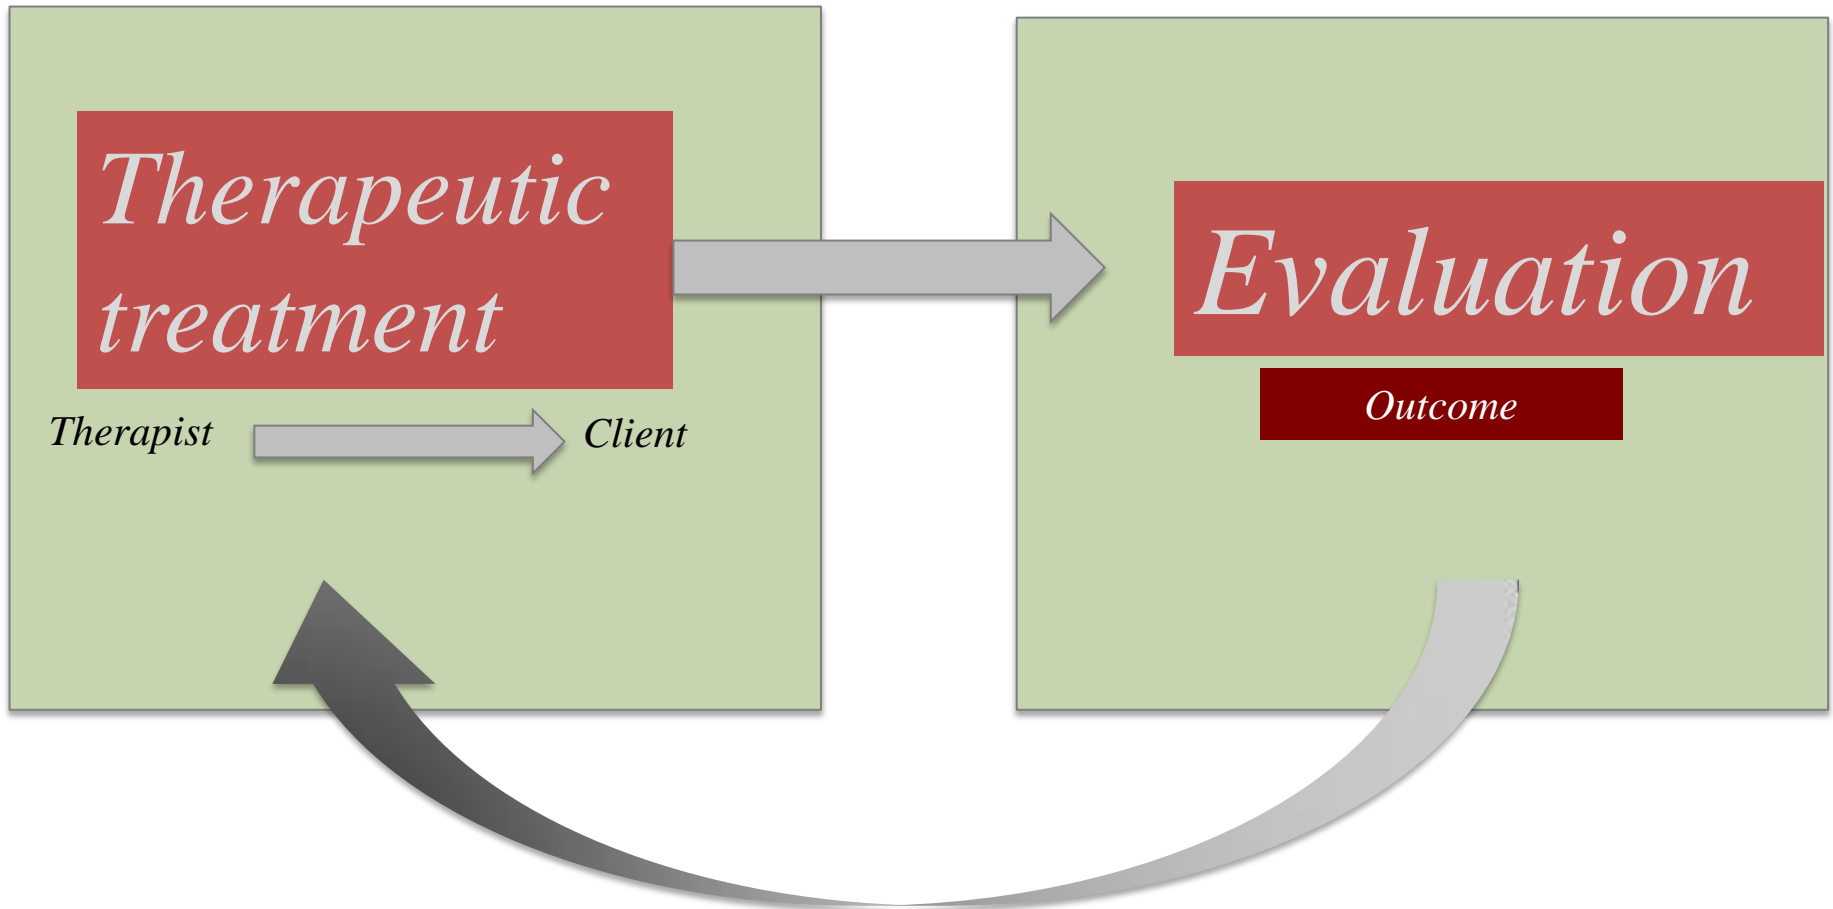 Therapeutic
treatment
Therapist
Client
Evaluation
Outcome